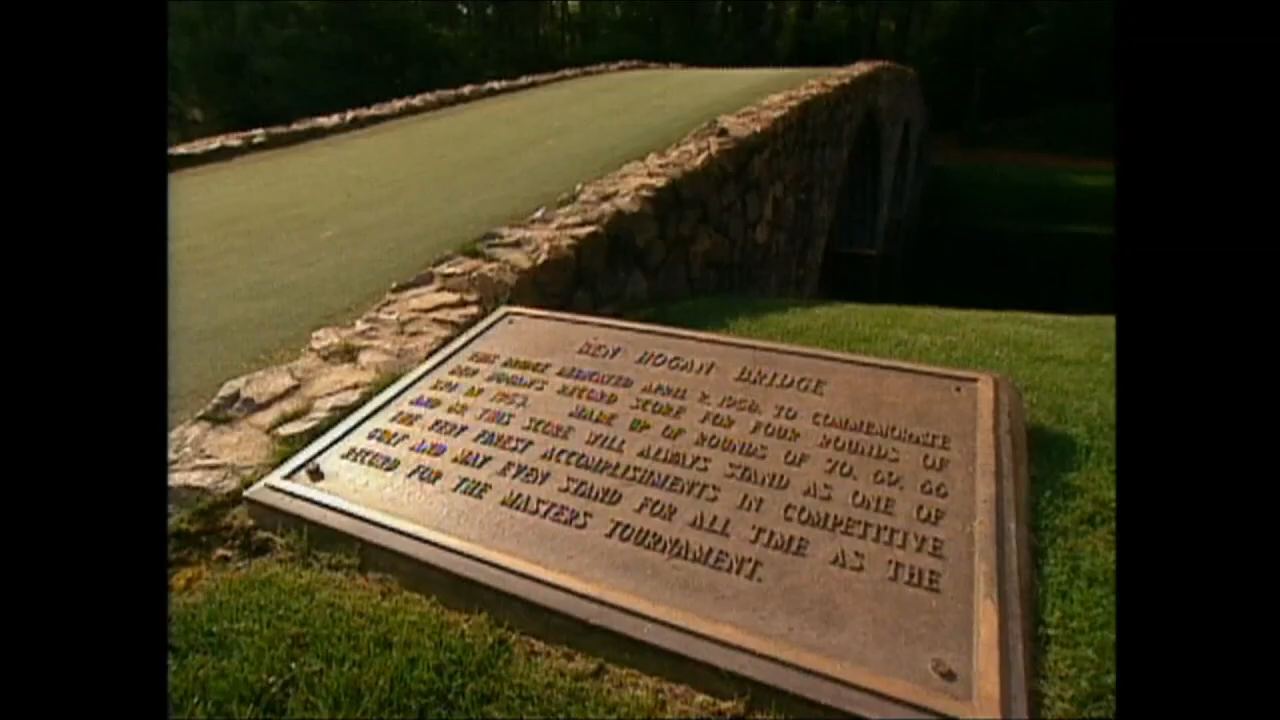 BEN HOGAN BRIDGE
THIS BRIDGE DEDICATED APRIL 2, 1958, TO COMMEMORATE
BEN HOGAN'S RECORD SCORE FOR FOUR ROUNDS OF
274 IN 1953. MADE UP OF ROUNDS OF 70, 69, 66
AND 69, THIS SCORE WILL ALWAYS STAND AS ONE OF
THE VERY FINEST ACCOMPLISHMENTS IN COMPETITIVE
GOLF AND MAY EVEN STAND FOR ALL TIME AS THE
RECORD FOR THE MASTERS TOURNAMENT.